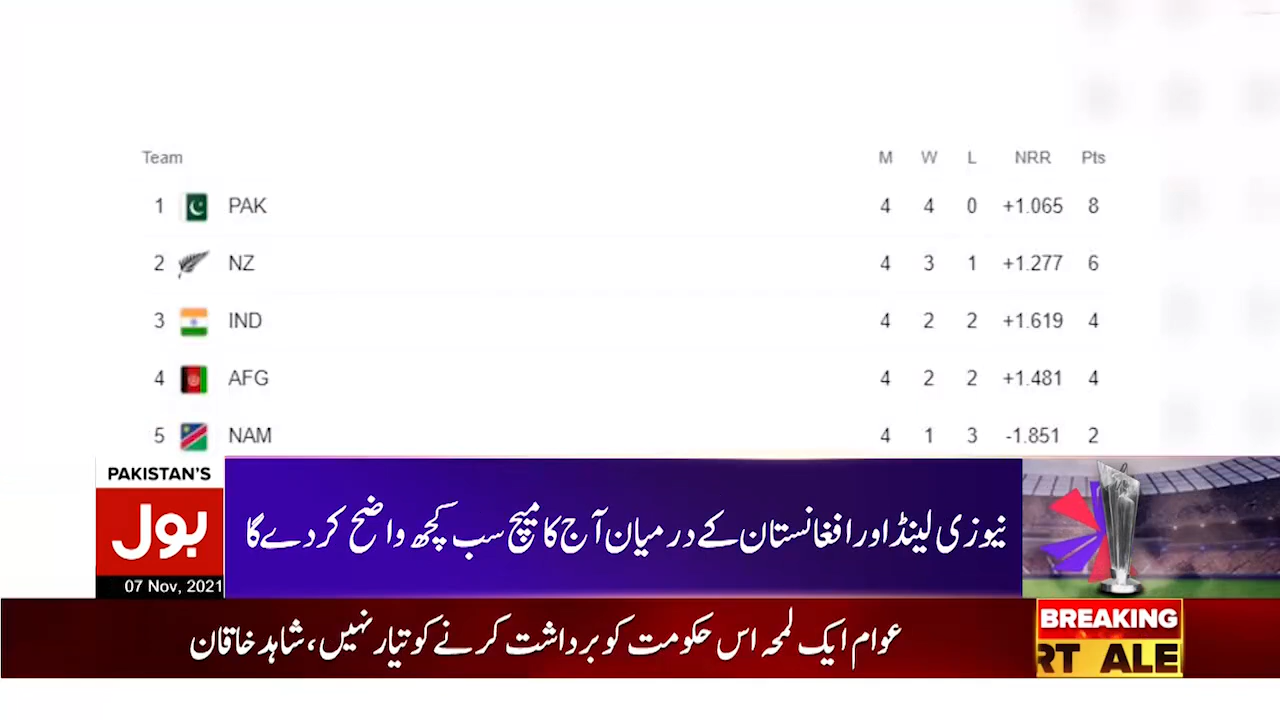 Team M W L NRR Pts
1 PAK 4 4 0 +1.065 8
2 NZ 4 3 1 +1.277 6
3 IND 4 2 2 +1.619 4
4 AFG 4 2 2 +1.481 4
5 NAM 4 1 3 -1.851 2
PAKISTAN'S
بول
نیوزی لینڈ اور افغانستان کے درمیان آج کا میچ سب کچھ واضح کر دے گا
07 Nov, 2021
BREAKING
عوام ایک لمحہ اس حکومت کو برداشت کرنے کو تیار نہیں، شاہد خاقان
RT ALE